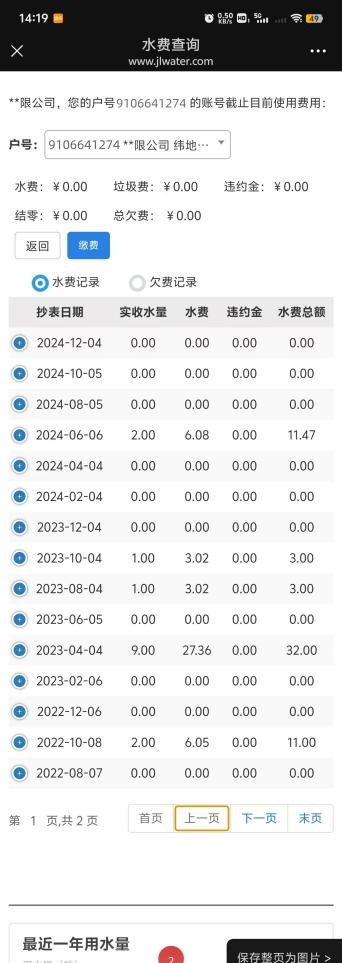 14:19
0.50 KB/s HD 5G 49
水费查询
www.jlwater.com
**限公司，您的户号9106641274 的账号截止目前使用费用：
户号： 9106641274 **限公司 纬地…
水费：￥0.00 垃圾费：￥0.00 违约金：￥0.00
结零：￥0.00 总欠费：￥0.00
返回 缴费
水费记录 欠费记录
抄表日期 实收水量 水费 违约金 水费总额
2024-12-04 0.00 0.00 0.00 0.00
2024-10-05 0.00 0.00 0.00 0.00
2024-08-05 0.00 0.00 0.00 0.00
2024-06-06 2.00 6.08 0.00 11.47
2024-04-04 0.00 0.00 0.00 0.00
2024-02-04 0.00 0.00 0.00 0.00
2023-12-04 0.00 0.00 0.00 0.00
2023-10-04 1.00 3.02 0.00 3.00
2023-08-04 1.00 3.02 0.00 3.00
2023-06-05 0.00 0.00 0.00 0.00
2023-04-04 9.00 27.36 0.00 32.00
2023-02-06 0.00 0.00 0.00 0.00
2022-12-06 0.00 0.00 0.00 0.00
2022-10-08 2.00 6.05 0.00 11.00
2022-08-07 0.00 0.00 0.00 0.00
第 1 页,共 2 页 首页 上一页 下一页 末页
最近一年用水量
2
保存整页为图片 >